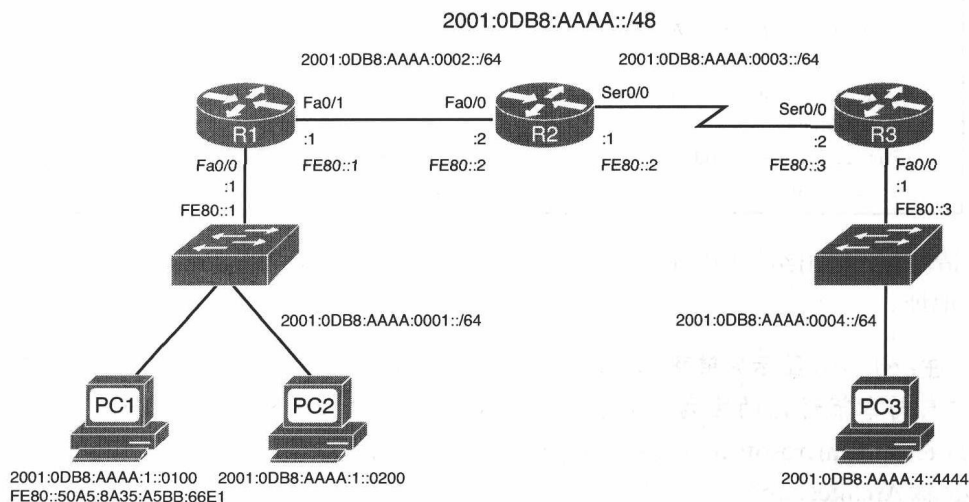 2001:0DB8:AAAA::/48
2001:0DB8:AAAA:0002::/64
2001:0DB8:AAAA:0003::/64
R1
Fa0/1
:1
FE80::1
Fa0/0
:2
FE80::2
R2
Ser0/0
:1
FE80::2
Ser0/0
:2
FE80::3
R3
Fa0/0
:1
FE80::1
Fa0/0
:1
FE80::3
2001:0DB8:AAAA:0001::/64
2001:0DB8:AAAA:0004::/64
PC1
PC2
PC3
2001:0DB8:AAAA:1::0100
FE80::50A5:8A35:A5BB:66E1
2001:0DB8:AAAA:1::0200
2001:0DB8:AAAA:4::4444